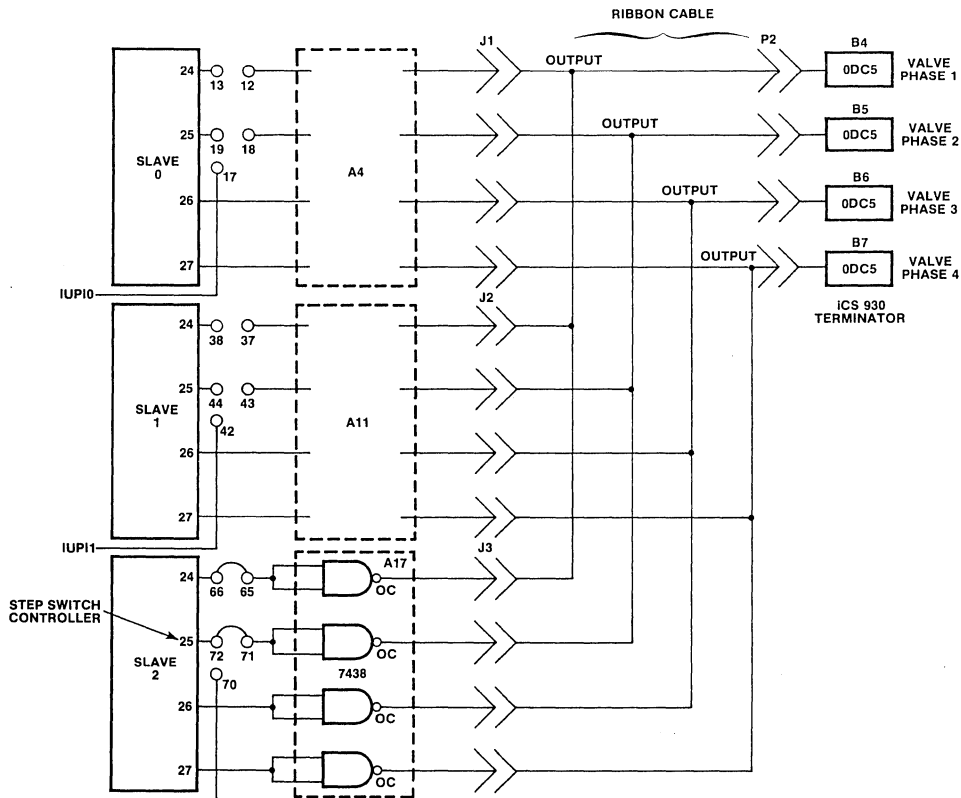 RIBBON CABLE
J1
P2
B4
24
13
12
OUTPUT
0DC5
VALVE
PHASE 1
B5
25
19
18
OUTPUT
0DC5
VALVE
PHASE 2
SLAVE
0
17
A4
B6
26
OUTPUT
0DC5
VALVE
PHASE 3
B7
27
OUTPUT
0DC5
VALVE
PHASE 4
IUPI0
J2
iCS 930
TERMINATOR
24
38
37
25
44
43
SLAVE
1
42
A11
26
27
IUPI1
J3
A17
24
66
65
OC
STEP SWITCH
CONTROLLER
25
72
71
OC
SLAVE
2
70
7438
26
OC
27
OC